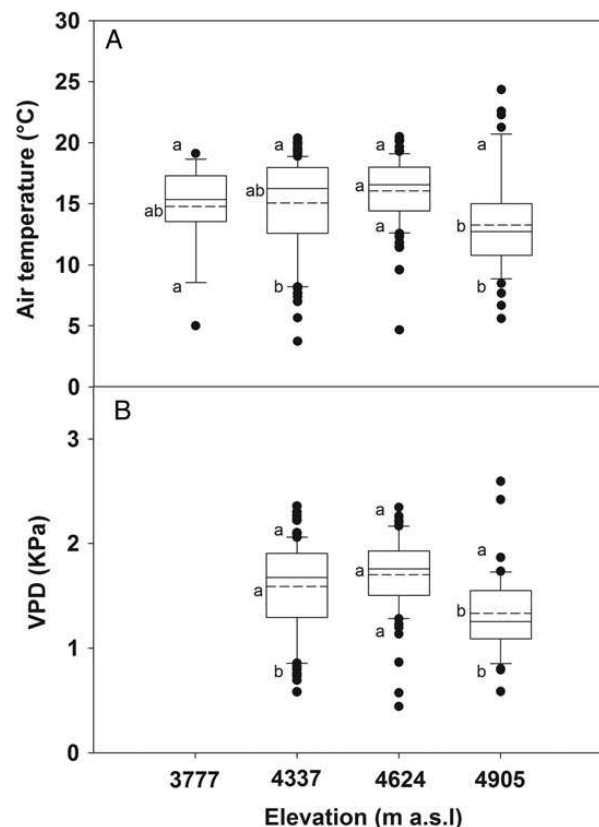 A
Air temperature (°C)
30
25
20
15
10
5
0
a
ab
a
a
ab
b
a
a
a
a
b
b
B
VPD (KPa)
3
2
1
0
a
a
b
a
a
a
a
b
b
3777
4337
4624
4905
Elevation (m a.s.l)